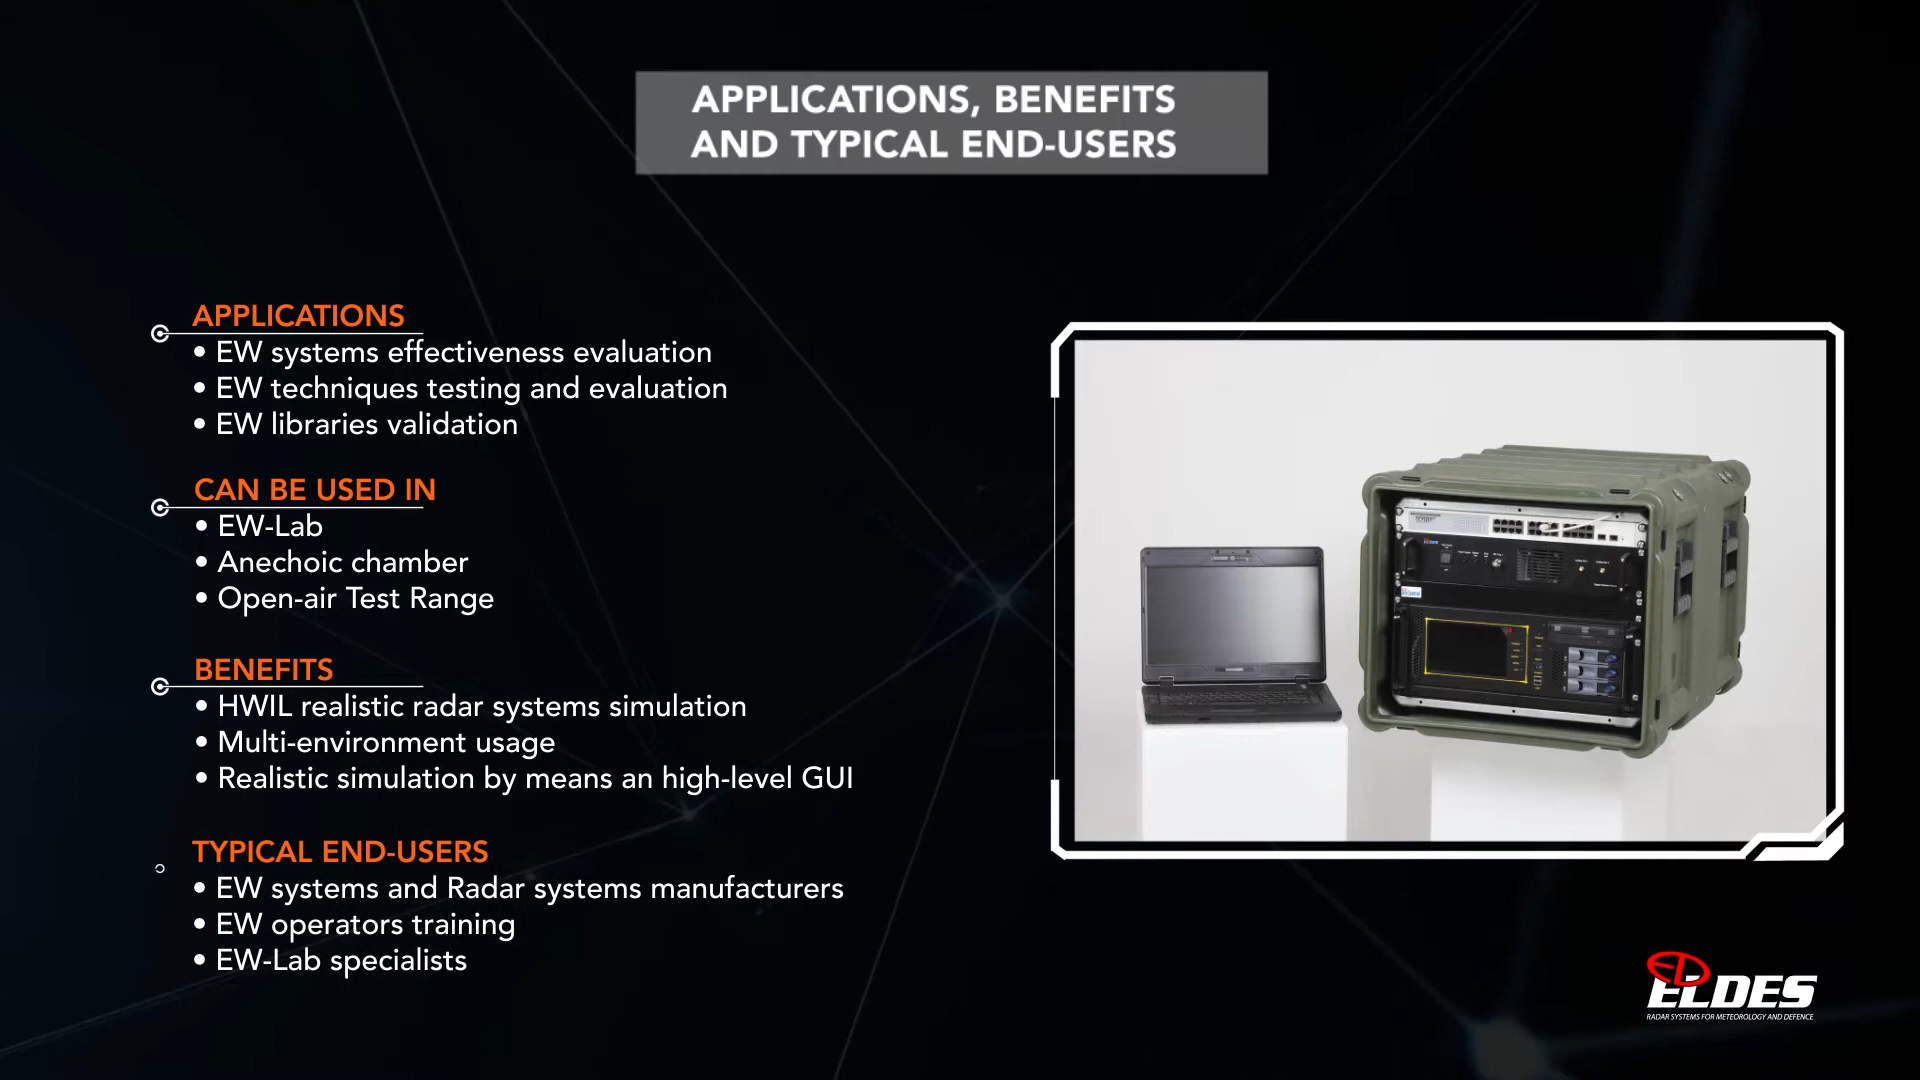 APPLICATIONS, BENEFITS
AND TYPICAL END-USERS
APPLICATIONS
• EW systems effectiveness evaluation
• EW techniques testing and evaluation
• EW libraries validation
CAN BE USED IN
• EW-Lab
• Anechoic chamber
• Open-air Test Range
BENEFITS
• HWIL realistic radar systems simulation
• Multi-environment usage
• Realistic simulation by means an high-level GUI
TYPICAL END-USERS
• EW systems and Radar systems manufacturers
• EW operators training
• EW-Lab specialists
ELDES
RADAR SYSTEMS FOR METEOROLOGY AND DEFENCE